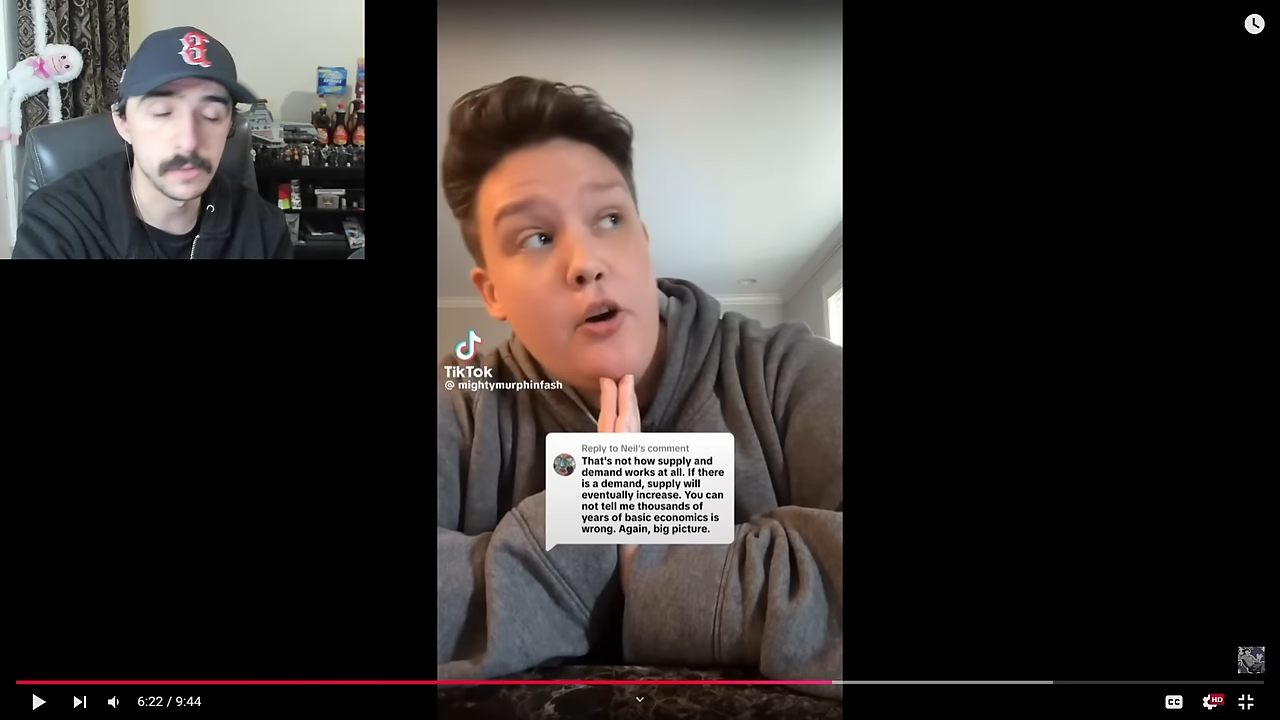 B
TikTok
@ mightymurphinfash
Reply to Neil's comment
That's not how supply and
demand works at all. If there
is a demand, supply will
eventually increase. You can
not tell me thousands of
years of basic economics is
wrong. Again, big picture.
6:22 / 9:44
CC
HD